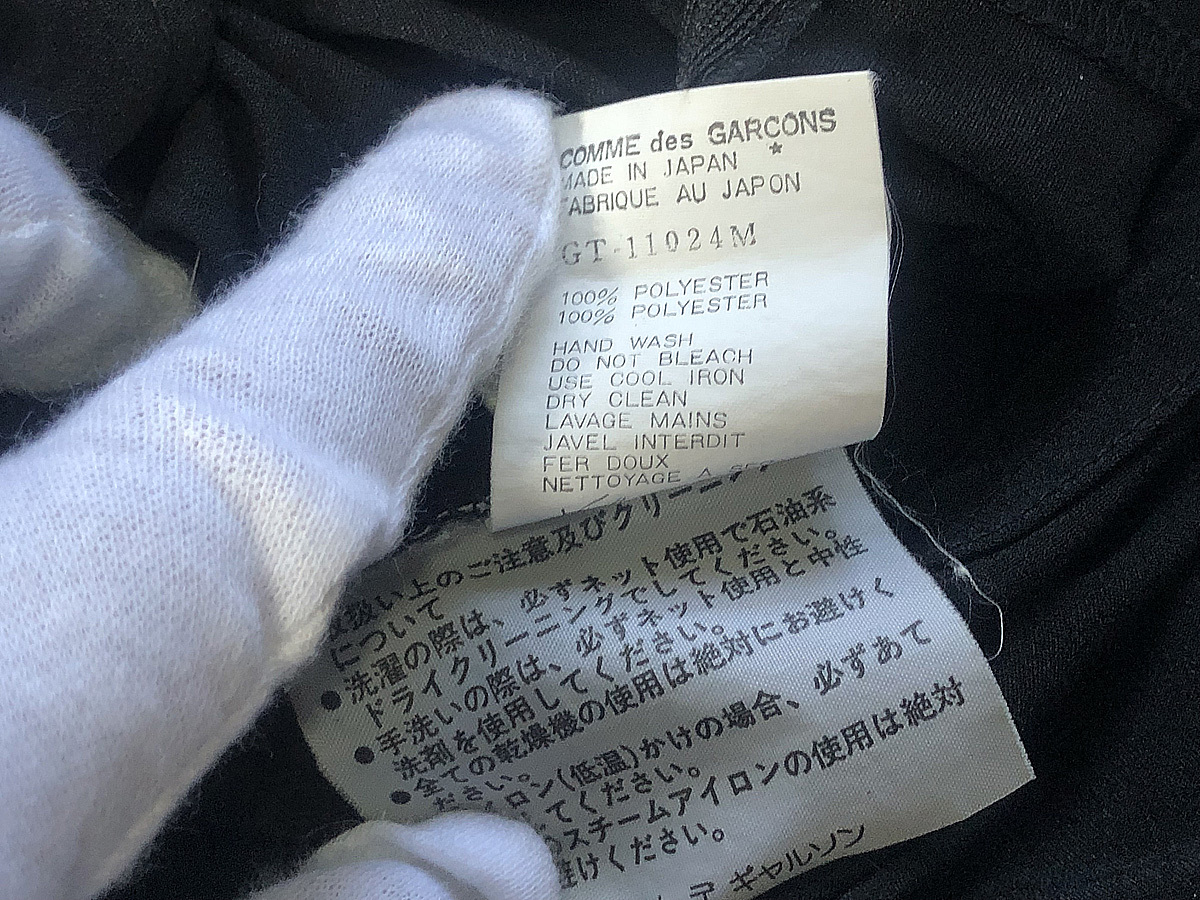 COMME des GARCONS
*
MADE IN JAPAN
FABRIQUE AU JAPON
GT-11024M
100% POLYESTER
100% POLYESTER
HAND WASH
DO NOT BLEACH
USE COOL IRON
DRY CLEAN
LAVAGE MAINS
JAVEL INTERDIT
FER DOUX
NETTOYAGE A SEC
扱い上のご注意及びクリーニング
について
●洗濯の際は、必ずネット使用で石油系
ドライクリーニングでしてください。
●手洗いの際は、必ずネット使用と中性
洗剤を使用してください。
●全ての乾燥機の使用は絶対にお避けく
ださい。
ロン(低温)かけの場合、必ずあて
してください。
スチームアイロンの使用は絶対
避けください。
デ ギャルソン